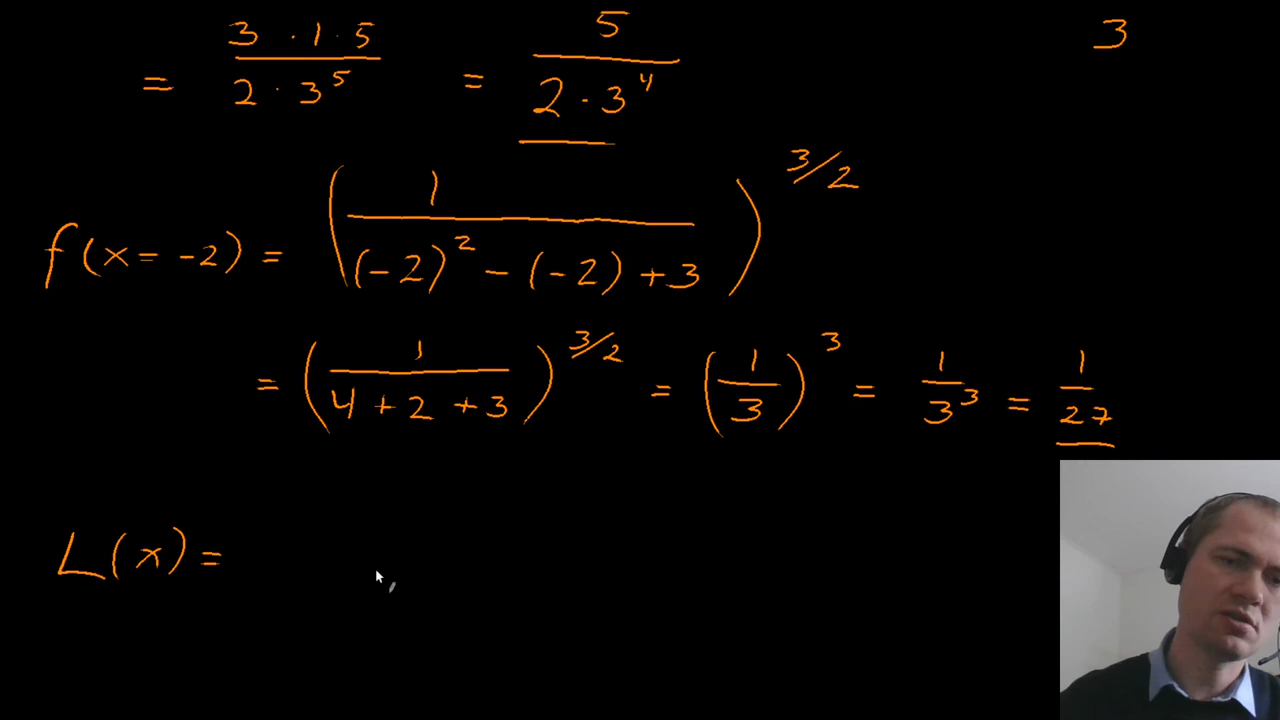 = (3 · 1 · 5)/(2 · 3^5) = 5/(2 · 3^4) 3
f(x = -2) = (1/((-2)^2 - (-2) + 3))^(3/2)
= (1/(4 + 2 + 3))^(3/2) = (1/3)^3 = 1/3^3 = 1/27
L(x) =